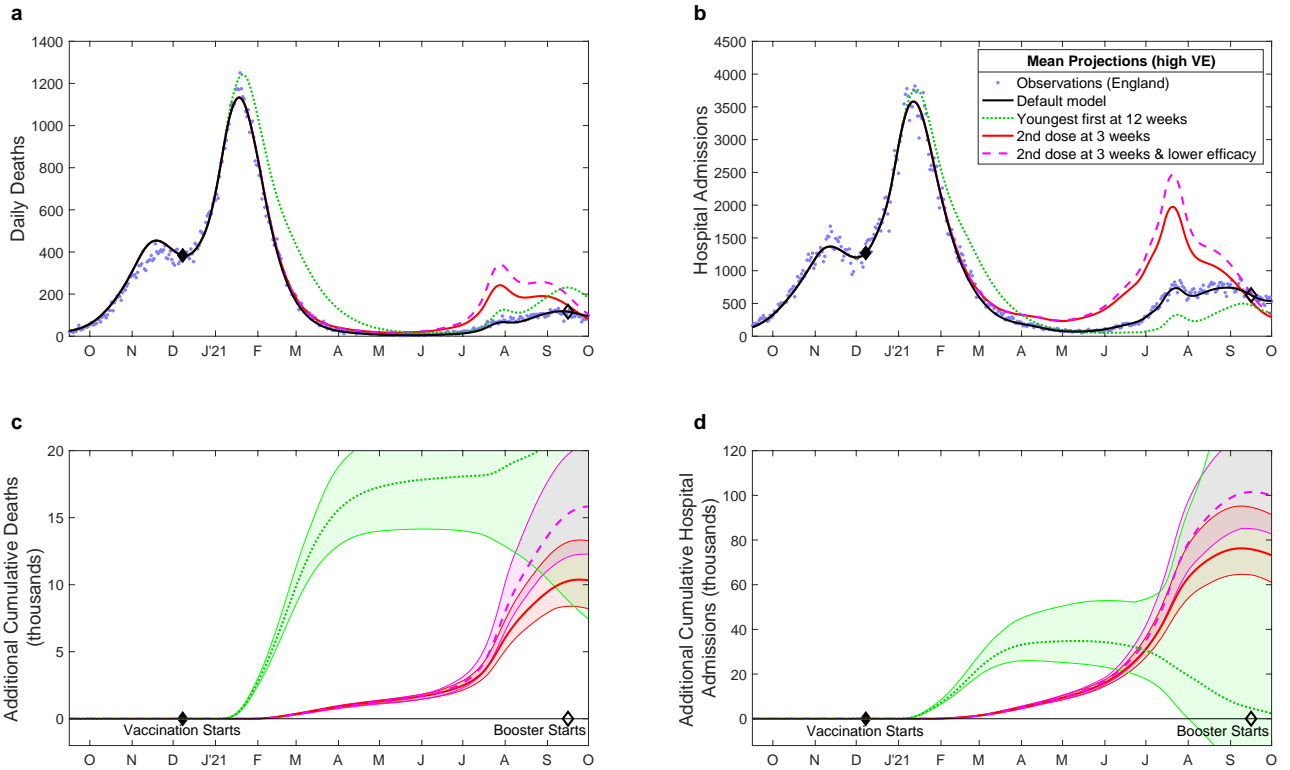 a
Daily Deaths
1400
1200
1000
800
600
400
200
0
O N D J'21 F M A M J J A S O
b
Hospital Admissions
4500
4000
3500
3000
2500
2000
1500
1000
500
0
O N D J'21 F M A M J J A S O
Mean Projections (high VE)
Observations (England)
Default model
Youngest first at 12 weeks
2nd dose at 3 weeks
2nd dose at 3 weeks & lower efficacy
c
Additional Cumulative Deaths
(thousands)
20
15
10
5
0
Vaccination Starts
Booster Starts
O N D J'21 F M A M J J A S O
d
Additional Cumulative Hospital
Admissions (thousands)
120
100
80
60
40
20
0
Vaccination Starts
Booster Starts
O N D J'21 F M A M J J A S O